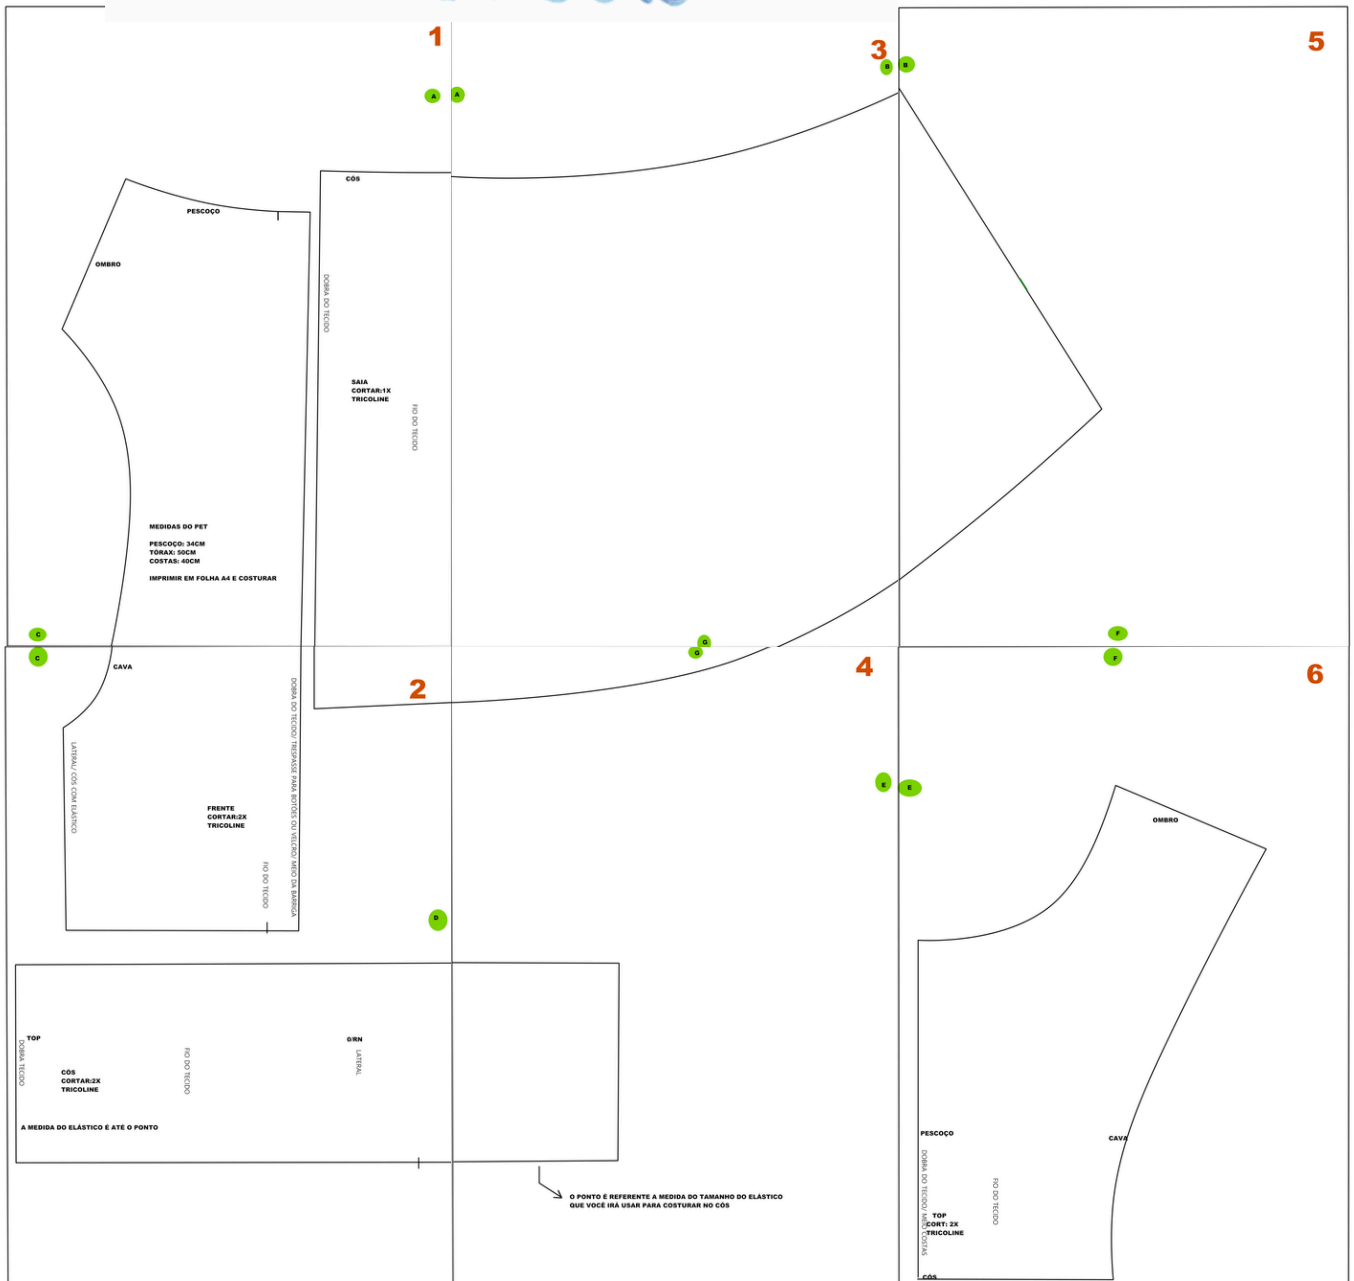 1
A
A
3
B
B
5
CÓS
PESCOÇO
OMBRO
DOBRA DO TECIDO
SAIA
CORTAR:1X
TRICOLINE
FIO DO TECIDO
MEDIDAS DO PET
PESCOÇO: 34CM
TÓRAX: 50CM
COSTAS: 40CM
IMPRIMIR EM FOLHA A4 E COSTURAR
C
C
G
G
F
F
CAVA
2
4
6
DOBRA DO TECIDO/ TRESPASSE PARA BOTÕES OU VELCRO/ MEIO DA BARRIGA
LATERAL/ CÓS COM ELÁSTICO
FRENTE
CORTAR:2X
TRICOLINE
FIO DO TECIDO
E
E
OMBRO
D
TOP
DOBRA TECIDO
CÓS
CORTAR:2X
TRICOLINE
FIO DO TECIDO
0/RN
LATERAL
A MEDIDA DO ELÁSTICO É ATÉ O PONTO
O PONTO É REFERENTE A MEDIDA DO TAMANHO DO ELÁSTICO
QUE VOCÊ IRÁ USAR PARA COSTURAR NO CÓS
PESCOÇO
CAVA
DOBRA DO TECIDO/ MEIO COSTAS
FIO DO TECIDO
TOP
CORT: 2X
TRICOLINE
CÓS